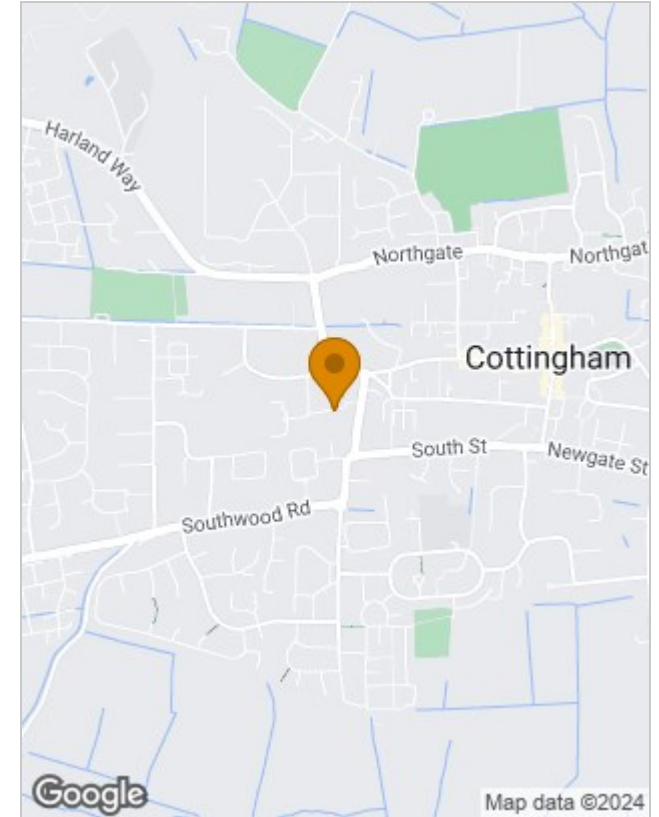 Harland Way
Northgate
Northgat
Cottingham
South St
Newgate St
Southwood Rd
Google
Map data ©2024